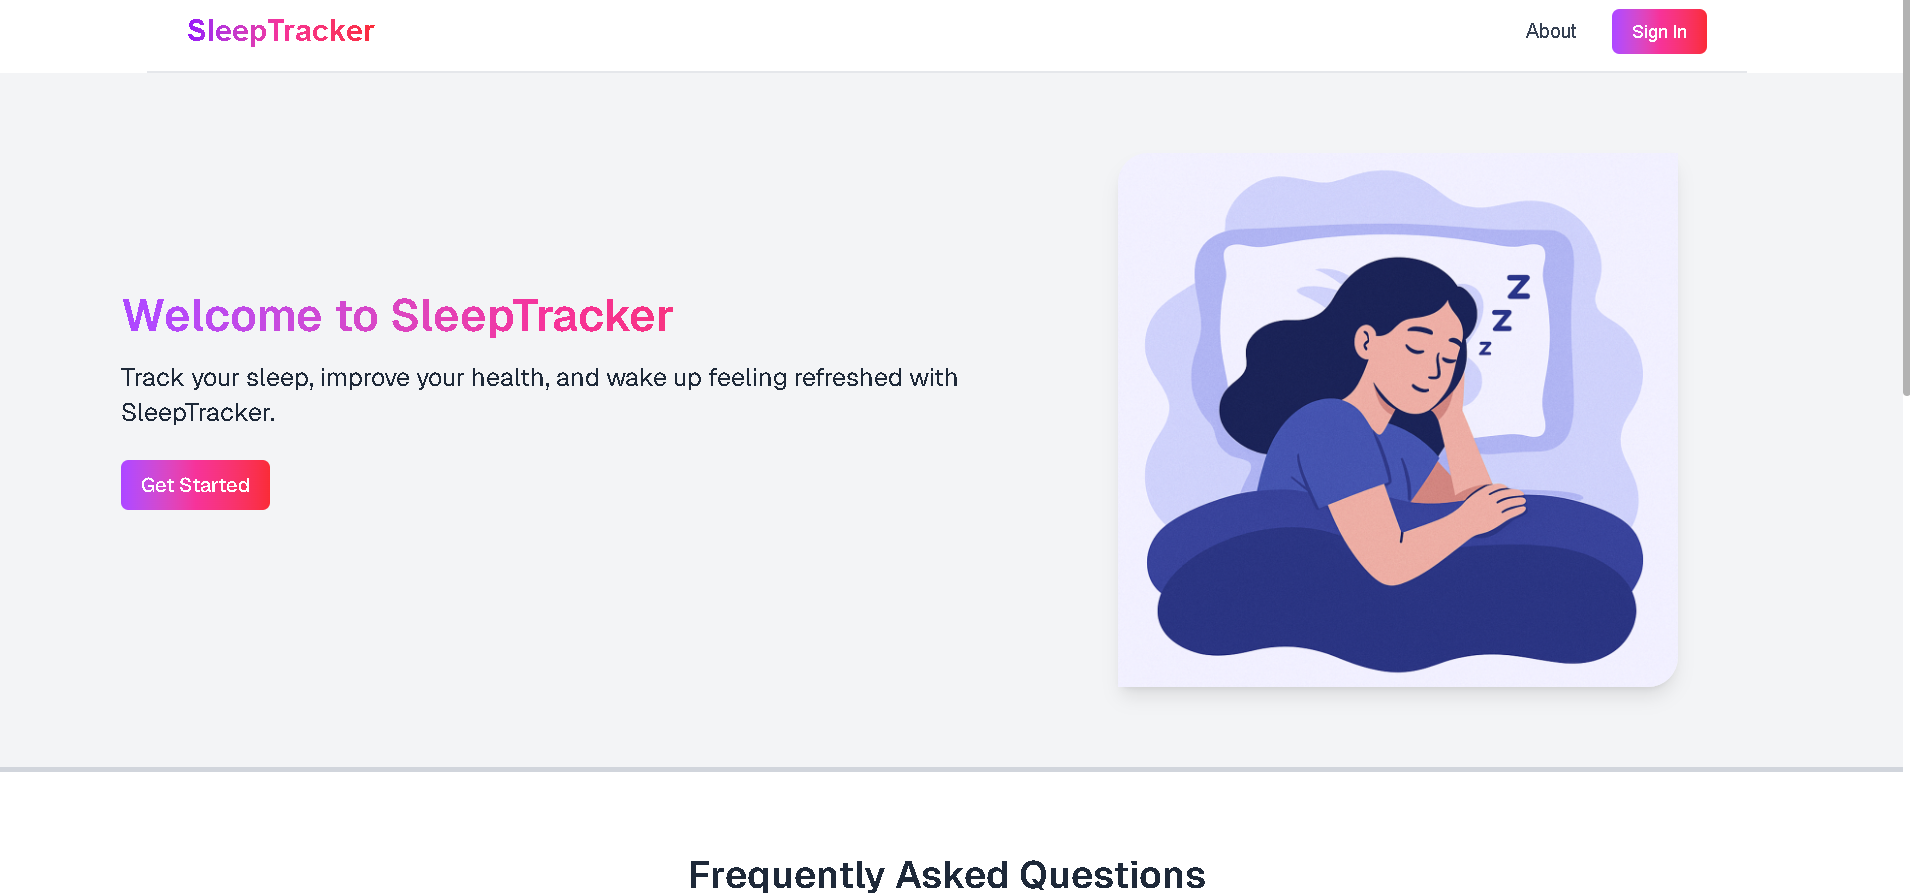 SleepTracker
About
Sign In
Welcome to SleepTracker
Track your sleep, improve your health, and wake up feeling refreshed with
SleepTracker.
Get Started
Z
Z
z
Frequently Asked Questions